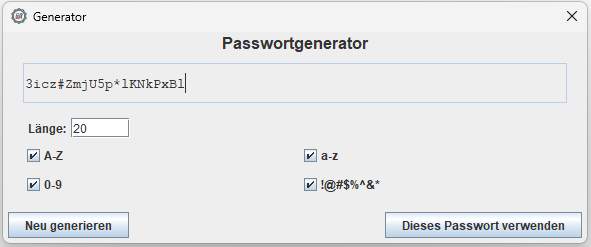 Generator
Passwortgenerator
3icz#ZmjU5p*lKNkPxBl
Länge: 20
A-Z a-z
0-9 !@#$%^&*
Neu generieren Dieses Passwort verwenden